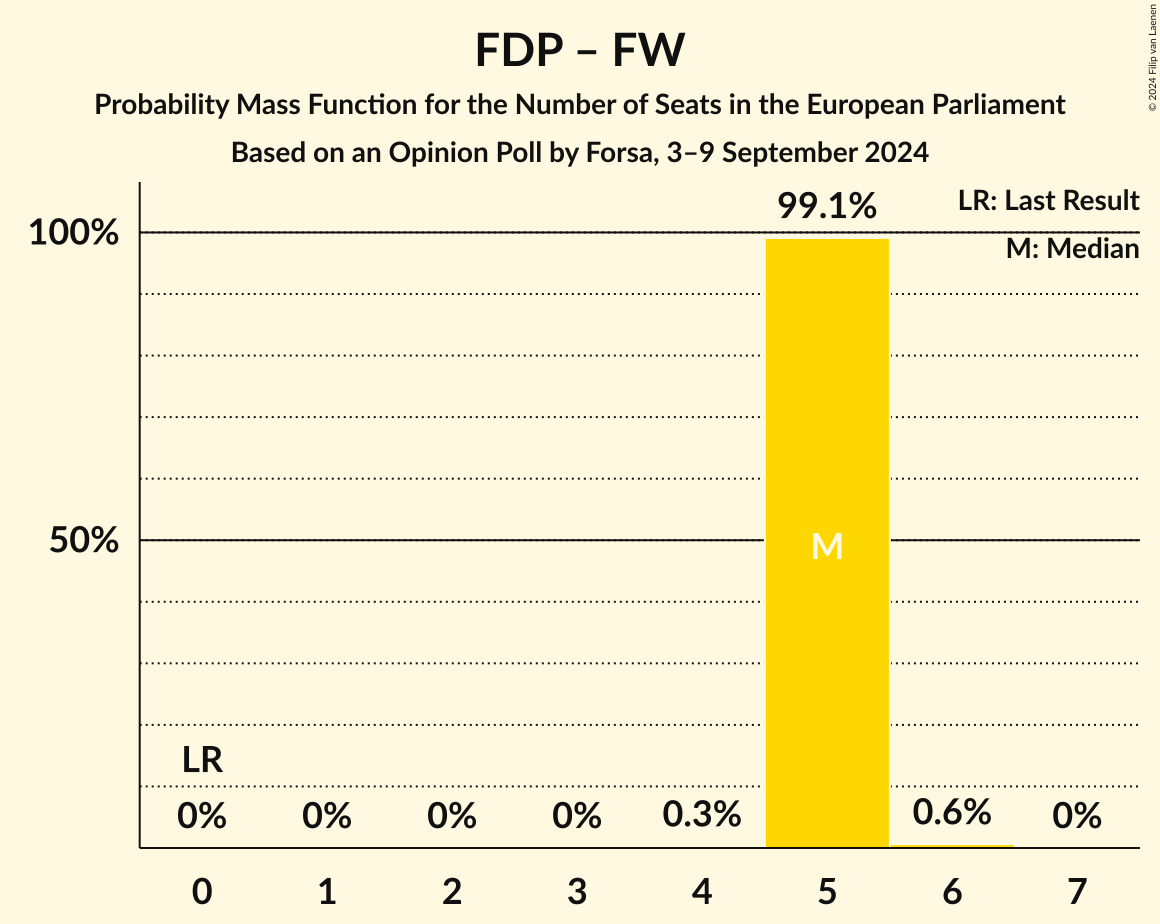 FDP – FW
Probability Mass Function for the Number of Seats in the European Parliament
Based on an Opinion Poll by Forsa, 3–9 September 2024
© 2024 Filip van Laenen
LR: Last Result
M: Median
100%
50%
99.1%
M
LR
0%
0%
0%
0%
0.3%
0.6%
0%
0
1
2
3
4
5
6
7